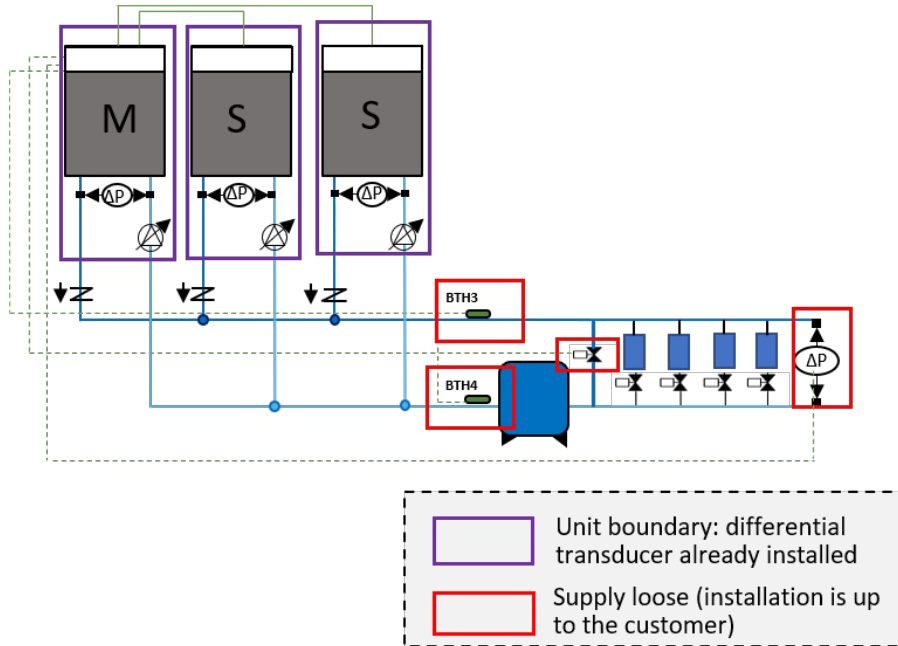 M
S
S
ΔP
ΔP
ΔP
BTH3
BTH4
ΔP
Unit boundary: differential
transducer already installed
Supply loose (installation is up
to the customer)